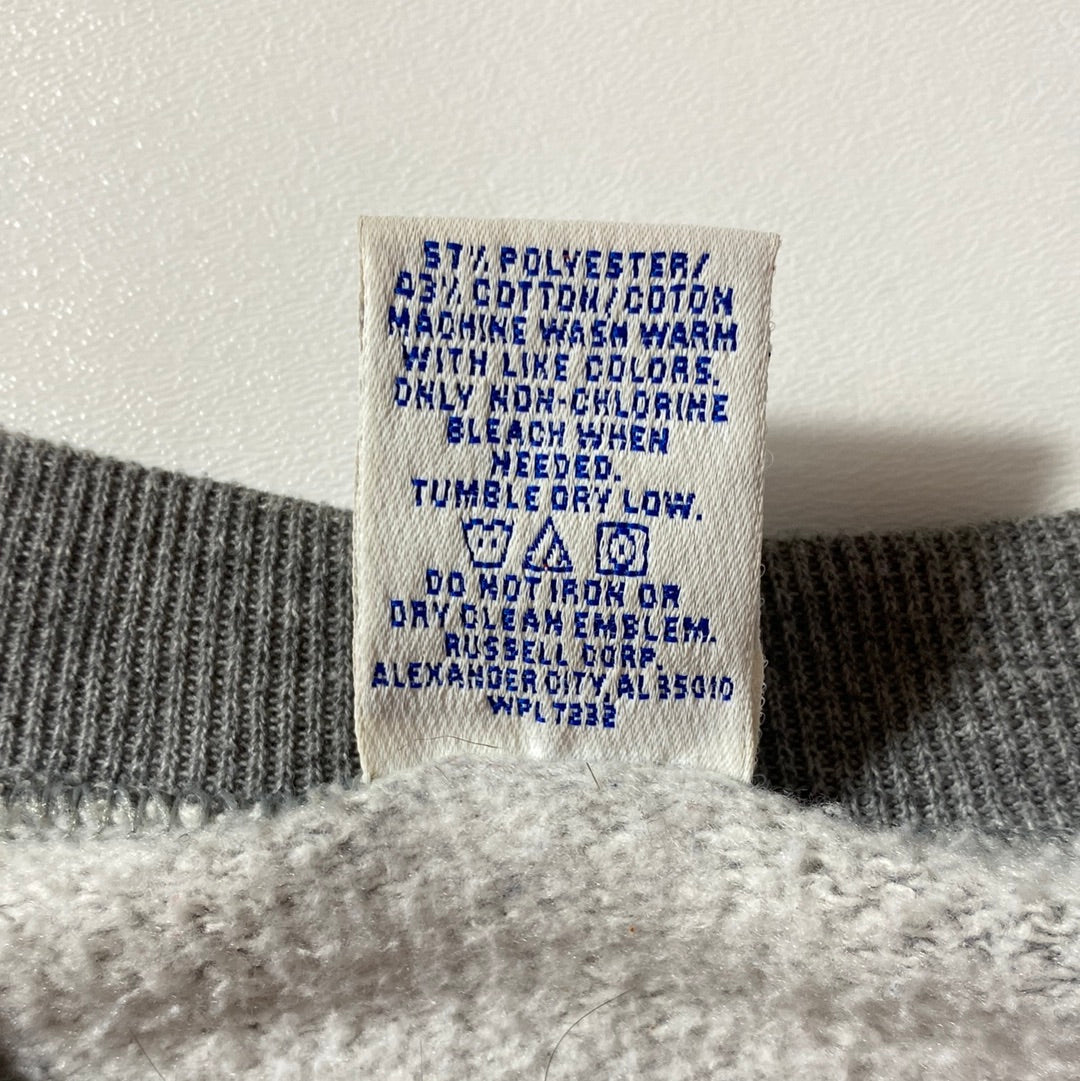 57% POLYESTER/
43% COTTON/COTON
MACHINE WASH WARM
WITH LIKE COLORS.
ONLY NON-CHLORINE
BLEACH WHEN
NEEDED.
TUMBLE DRY LOW.
DO NOT IRON OR
DRY CLEAN EMBLEM.
RUSSELL CORP.
ALEXANDER CITY, AL 35010
WPL 7232